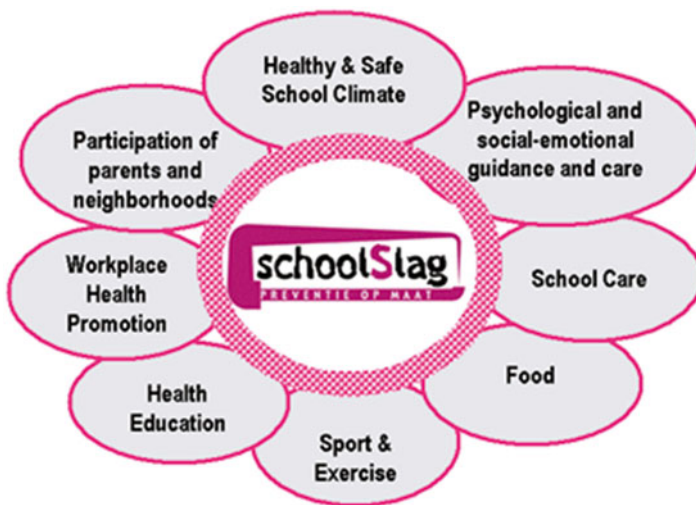 Healthy & Safe
School Climate
Psychological and
social-emotional
guidance and care
School Care
Food
Sport &
Exercise
Health
Education
Workplace
Health
Promotion
Participation of
parents and
neighborhoods
schoolSlag
PREVENTIE OP MAAT